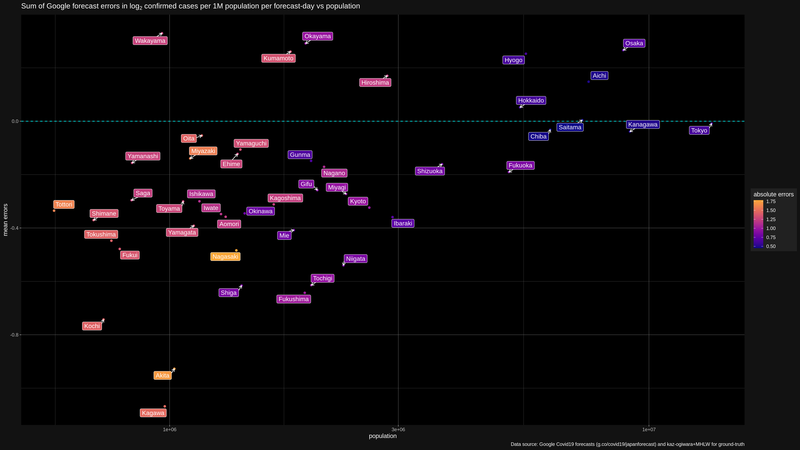 Sum of Google forecast errors in log₂ confirmed cases per 1M population per forecast-day vs population
Wakayama
Okayama
Osaka
Kumamoto
Hyogo
Hiroshima
Aichi
Hokkaido
0.0
Saitama
Kanagawa
Tokyo
Chiba
Oita
Miyazaki
Yamaguchi
Yamanashi
Ehime
Gunma
Nagano
Shizuoka
Fukuoka
absolute errors
1.75
1.50
1.25
1.00
0.75
0.50
Saga
Ishikawa
Gifu
Miyagi
Kagoshima
Kyoto
Tottori
Shimane
Toyama
Iwate
Okinawa
Aomori
Ibaraki
mean errors
-0.4
Tokushima
Yamagata
Mie
Fukui
Nagasaki
Niigata
Tochigi
Shiga
Fukushima
Kochi
-0.8
Akita
Kagawa
1e+06
3e+06
1e+07
population
Data source: Google Covid19 forecasts (g.co/covid19/japanforecast) and kaz-ogiwara+MHLW for ground-truth